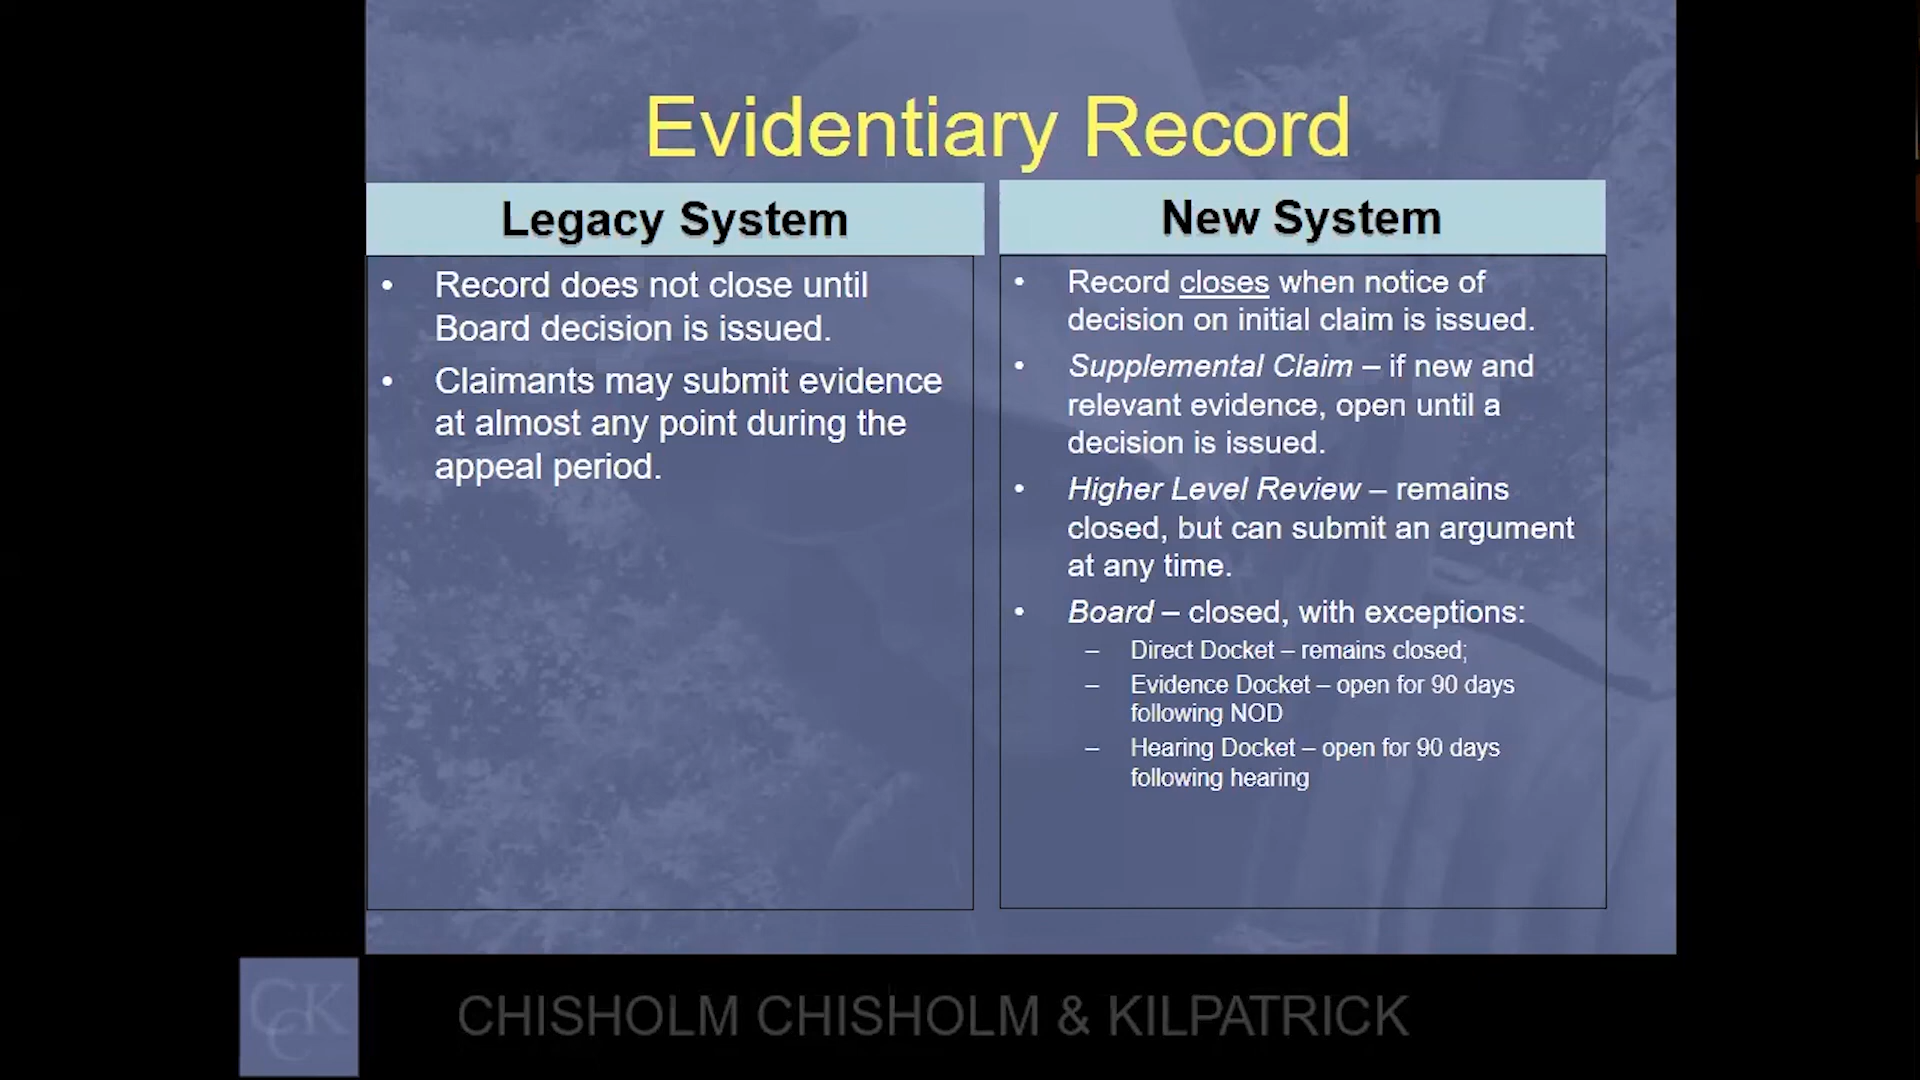 Evidentiary Record
Legacy System
• Record does not close until
Board decision is issued.
• Claimants may submit evidence
at almost any point during the
appeal period.
New System
• Record closes when notice of
decision on initial claim is issued.
• Supplemental Claim – if new and
relevant evidence, open until a
decision is issued.
• Higher Level Review – remains
closed, but can submit an argument
at any time.
• Board – closed, with exceptions:
– Direct Docket – remains closed;
– Evidence Docket – open for 90 days
following NOD
– Hearing Docket – open for 90 days
following hearing
CCK
CHISHOLM CHISHOLM & KILPATRICK